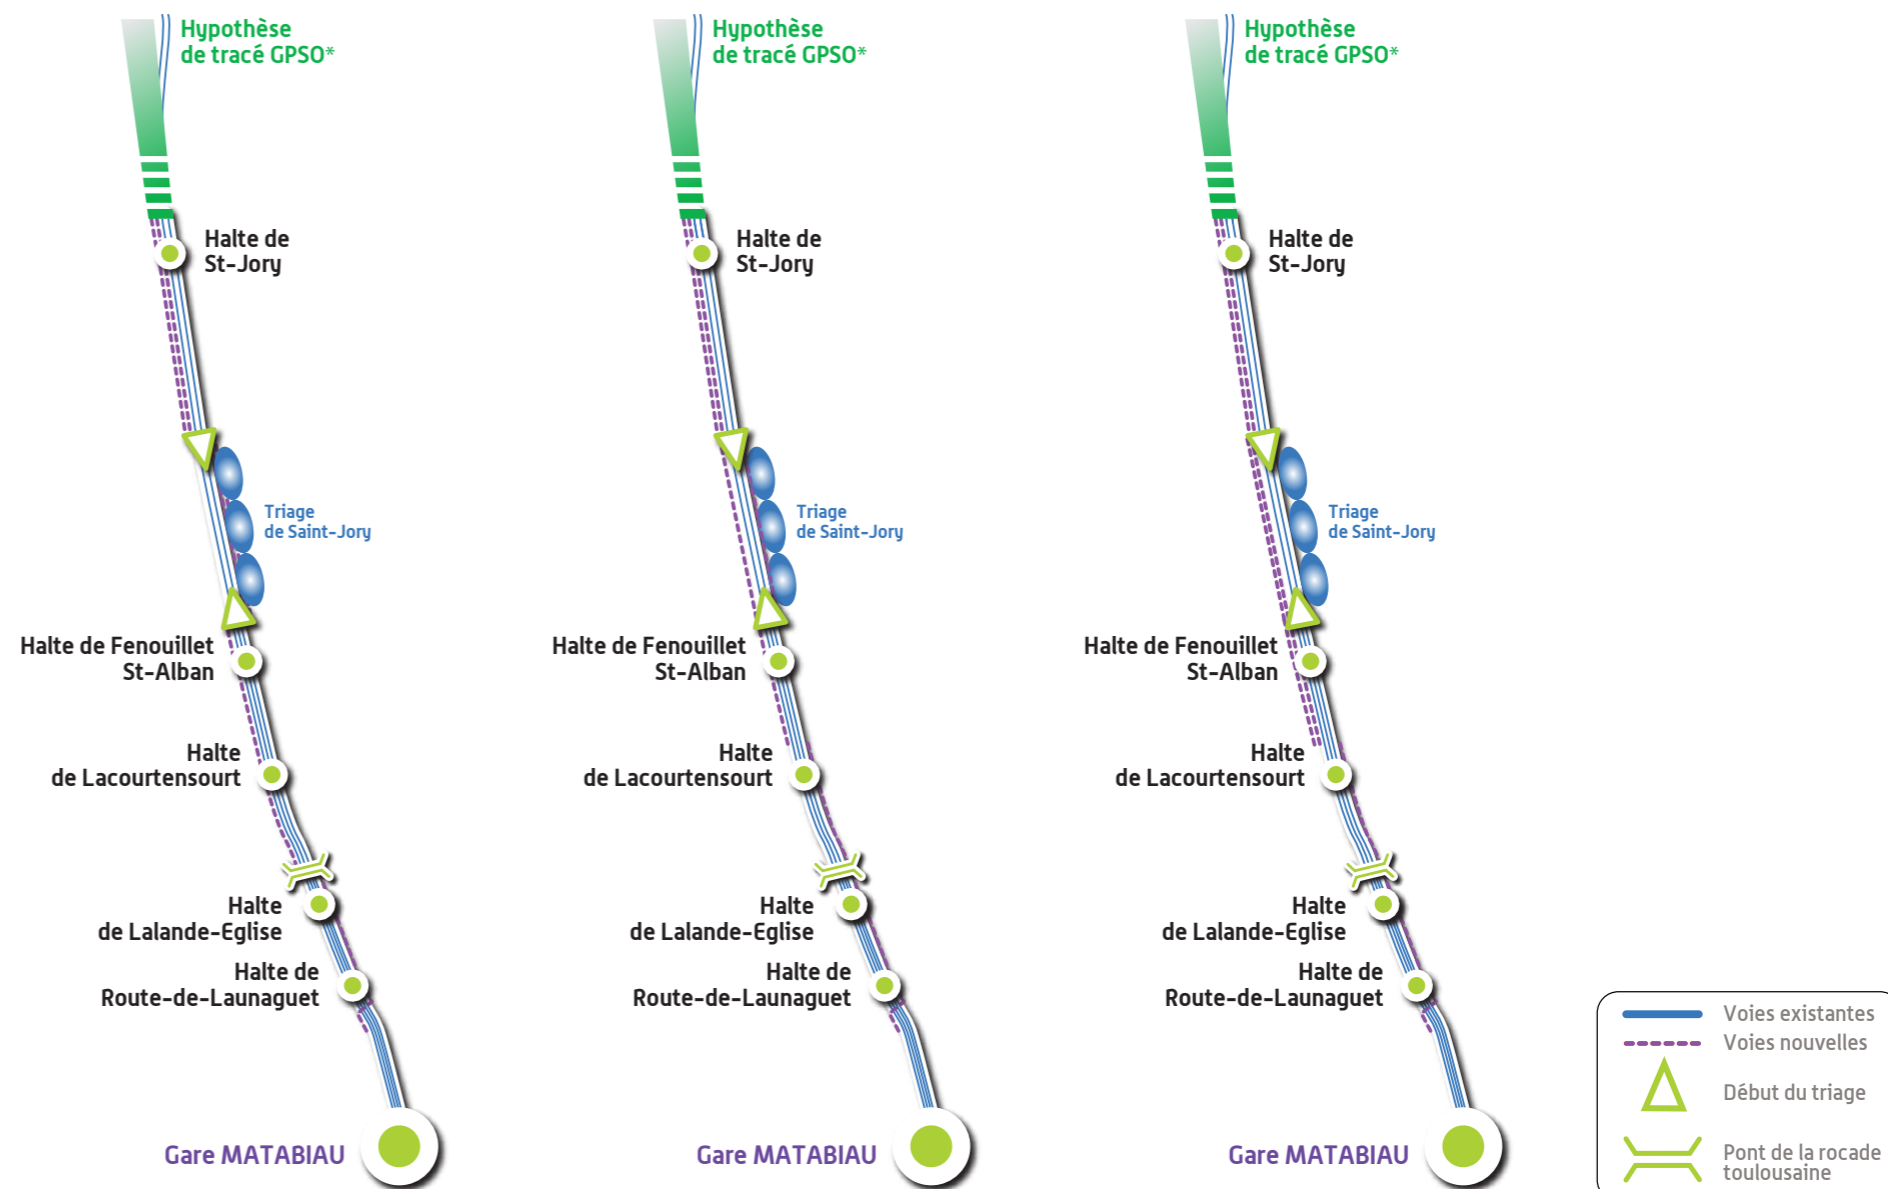 Hypothèse
de tracé GPSO*
Halte de
St-Jory
Triage
de Saint-Jory
Halte de Fenouillet
St-Alban
Halte
de Lacourtensourt
Halte
de Lalande-Eglise
Halte de
Route-de-Launaguet
Gare MATABIAU
Hypothèse
de tracé GPSO*
Halte de
St-Jory
Triage
de Saint-Jory
Halte de Fenouillet
St-Alban
Halte
de Lacourtensourt
Halte
de Lalande-Eglise
Halte de
Route-de-Launaguet
Gare MATABIAU
Hypothèse
de tracé GPSO*
Halte de
St-Jory
Triage
de Saint-Jory
Halte de Fenouillet
St-Alban
Halte
de Lacourtensourt
Halte
de Lalande-Eglise
Halte de
Route-de-Launaguet
Gare MATABIAU
Voies existantes
Voies nouvelles
Début du triage
Pont de la rocade
toulousaine